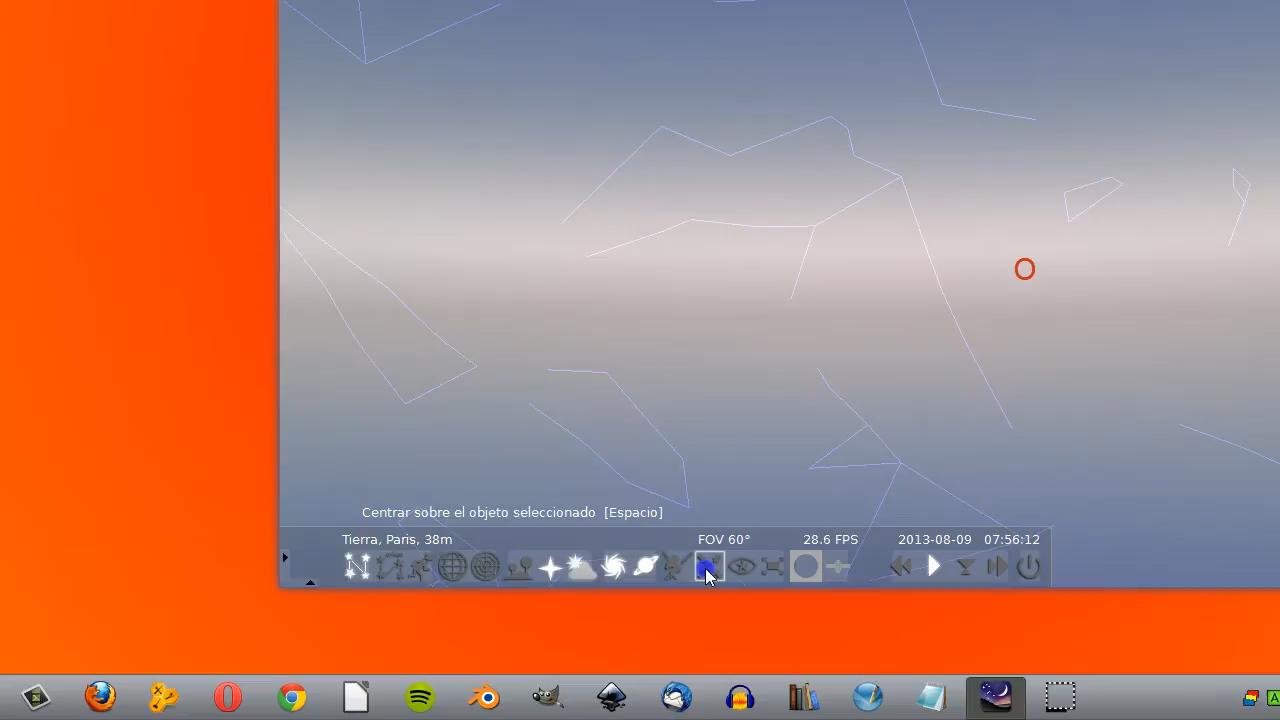 O
Centrar sobre el objeto seleccionado [Espacio]
Tierra, Paris, 38m FOV 60° 28.6 FPS 2013-08-09 07:56:12
A